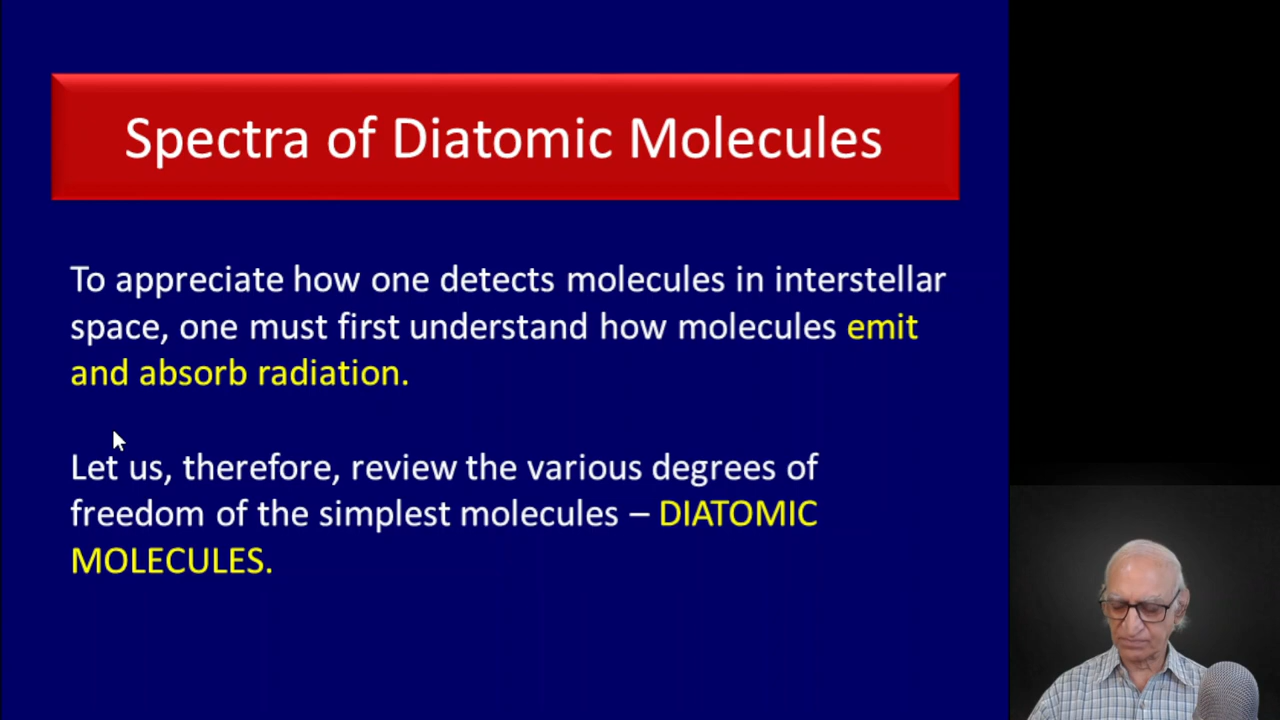 Spectra of Diatomic Molecules
To appreciate how one detects molecules in interstellar
space, one must first understand how molecules emit
and absorb radiation.
Let us, therefore, review the various degrees of
freedom of the simplest molecules – DIATOMIC
MOLECULES.